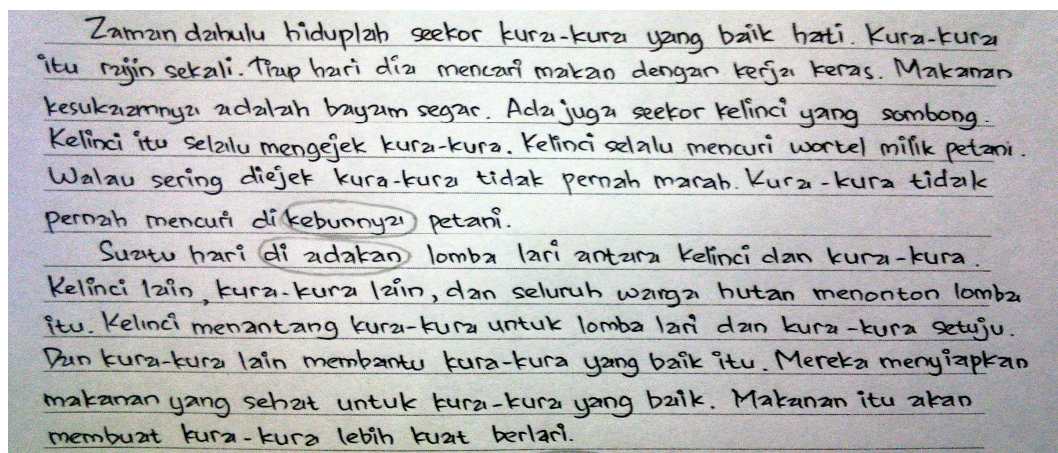 Zaman dahulu hiduplah seekor kura-kura yang baik hati. Kura-kura
itu rajin sekali. Tiap hari dia mencari makan dengan kerja keras. Makanan
kesukaannya adalah bayam segar. Ada juga seekor kelinci yang sombong.
Kelinci itu selalu mengejek kura-kura. Kelinci selalu mencuri wortel milik petani.
Walau sering diejek kura-kura tidak pernah marah. Kura-kura tidak
pernah mencuri di kebunnya petani.
Suatu hari di adakan lomba lari antara kelinci dan kura-kura.
Kelinci lain, kura-kura lain, dan seluruh warga hutan menonton lomba
itu. Kelinci menantang kura-kura untuk lomba lari dan kura-kura setuju.
Dan kura-kura lain membantu kura-kura yang baik itu. Mereka menyiapkan
makanan yang sehat untuk kura-kura yang baik. Makanan itu akan
membuat kura-kura lebih kuat berlari.